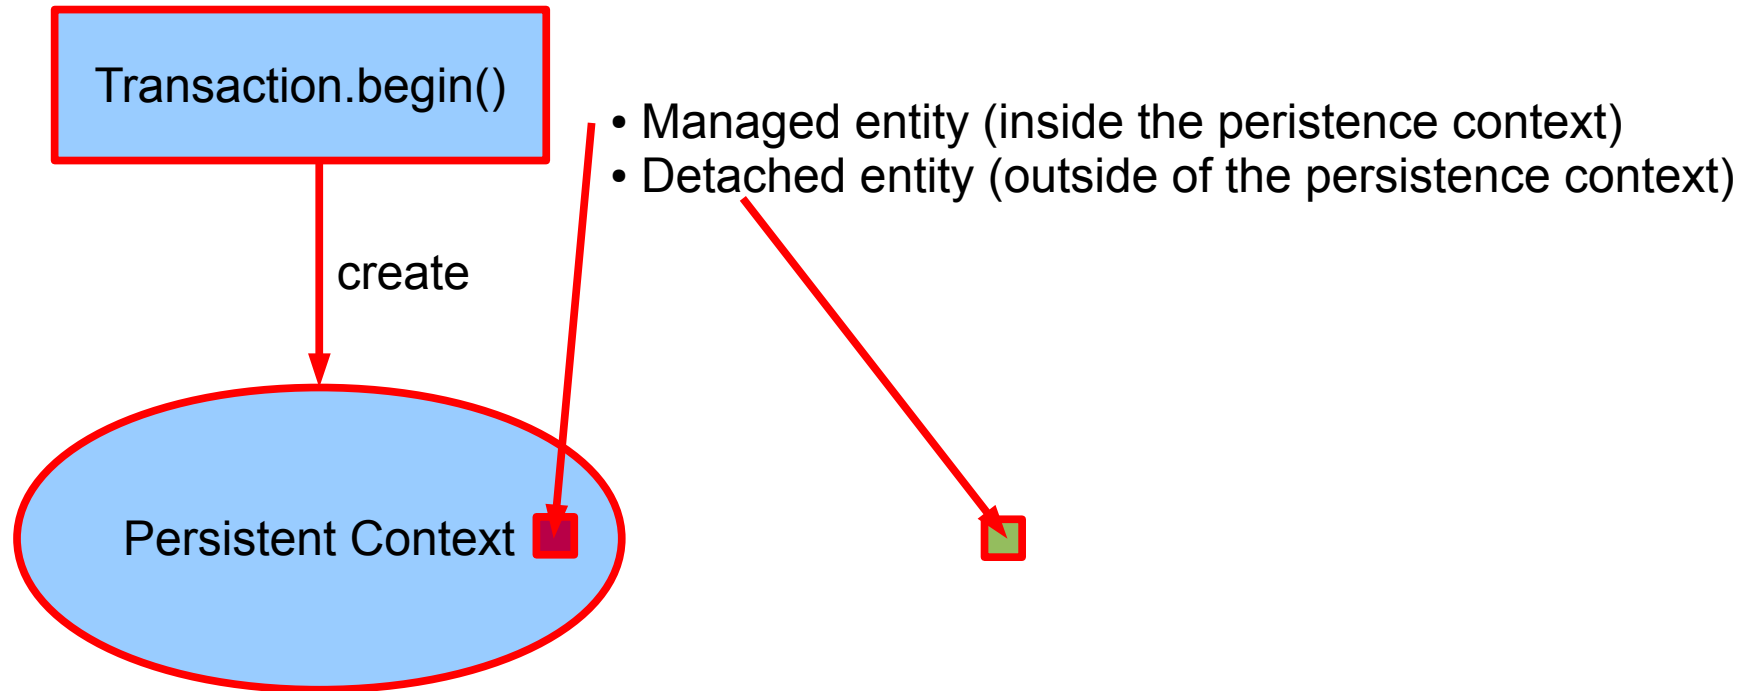 Transaction.begin()
• Managed entity (inside the peristence context)
• Detached entity (outside of the persistence context)
create
Persistent Context